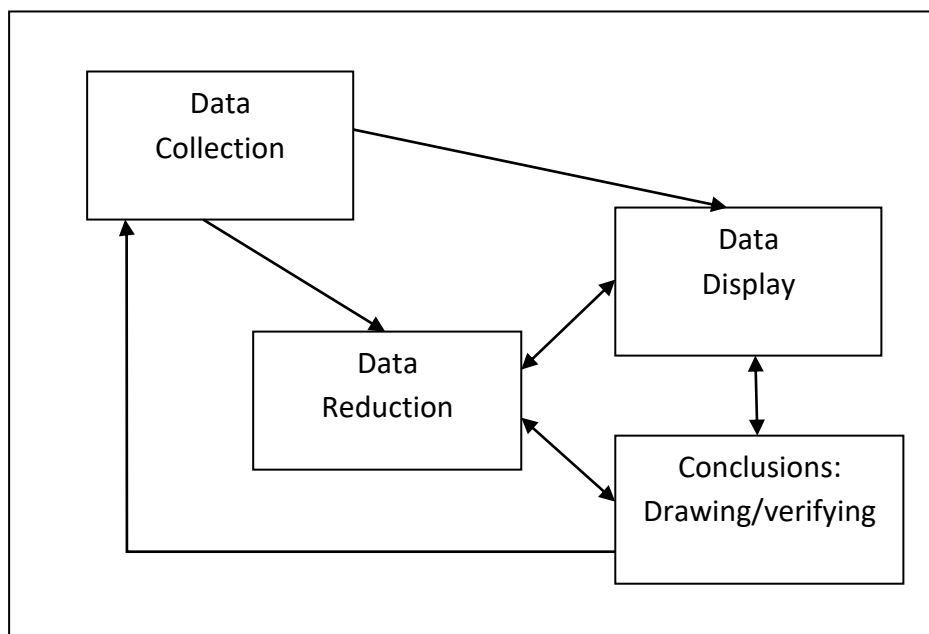 Data
Collection
Data
Display
Data
Reduction
Conclusions:
Drawing/verifying